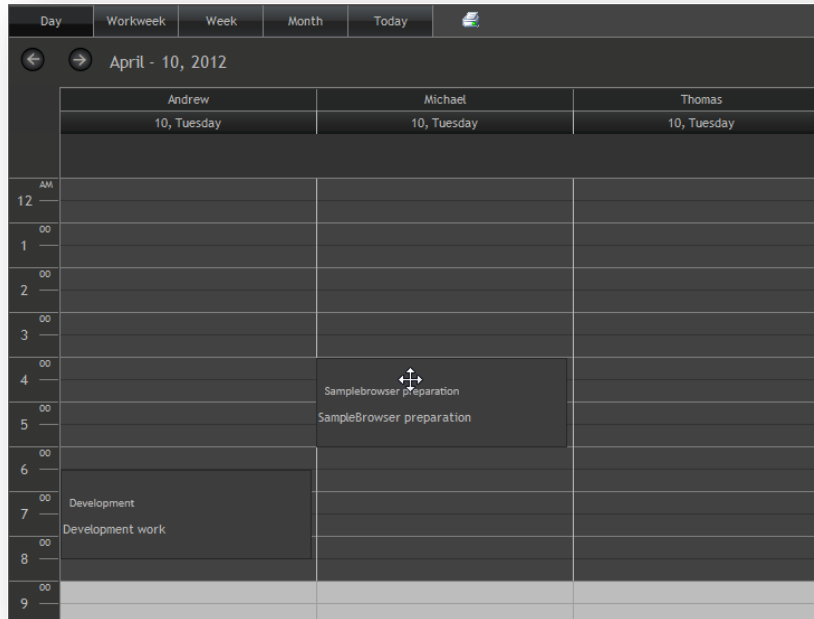 Day Workweek Week Month Today
April - 10, 2012
Andrew Michael Thomas
10, Tuesday 10, Tuesday 10, Tuesday
12 AM
1 00
2 00
3 00
4 00
Samplebrowser preparation
5 00
SampleBrowser preparation
6 00
7 00
Development
Development work
8 00
9 00